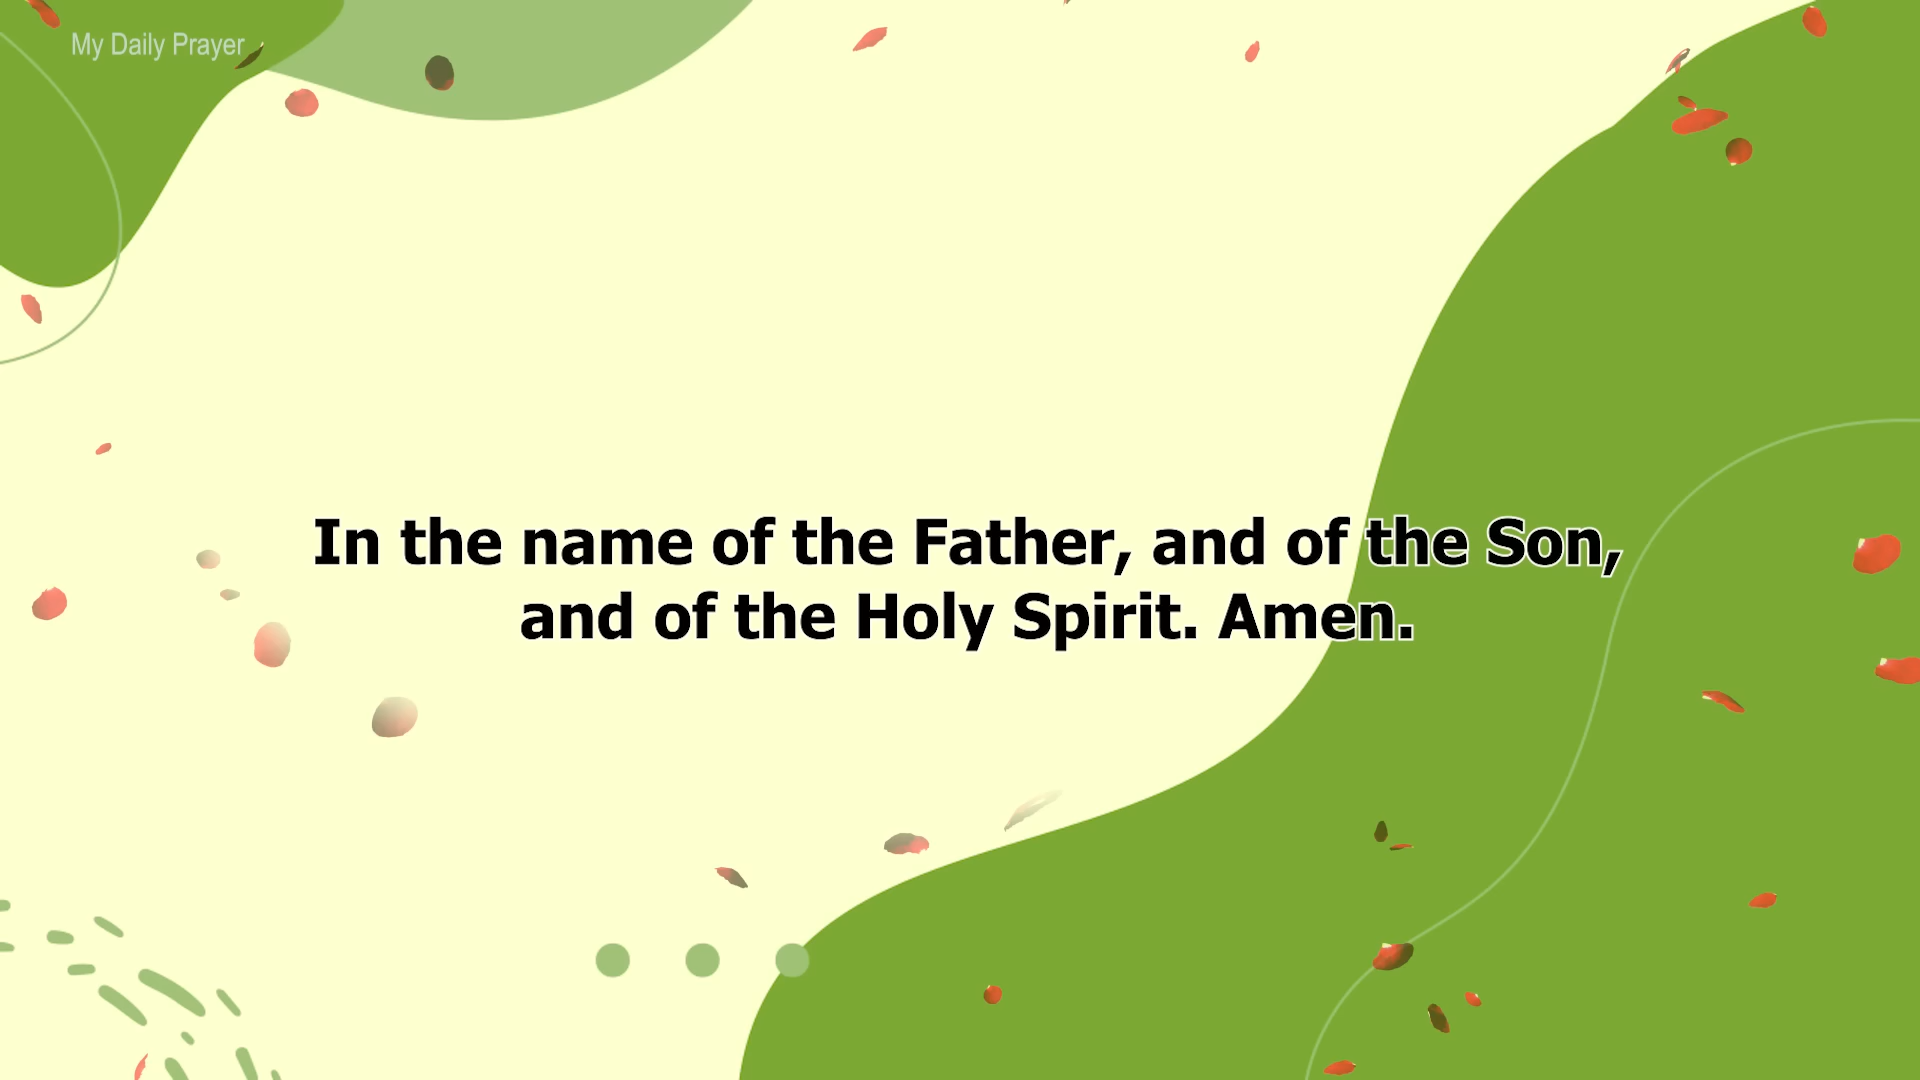 My Daily Prayer
In the name of the Father, and of the Son,
and of the Holy Spirit. Amen.